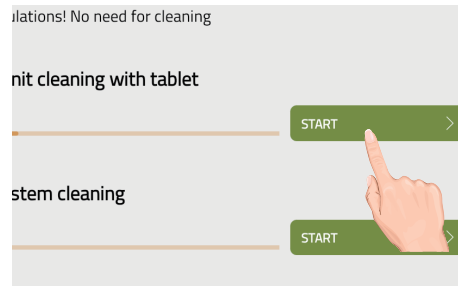 ulations! No need for cleaning
nit cleaning with tablet
START
stem cleaning
START